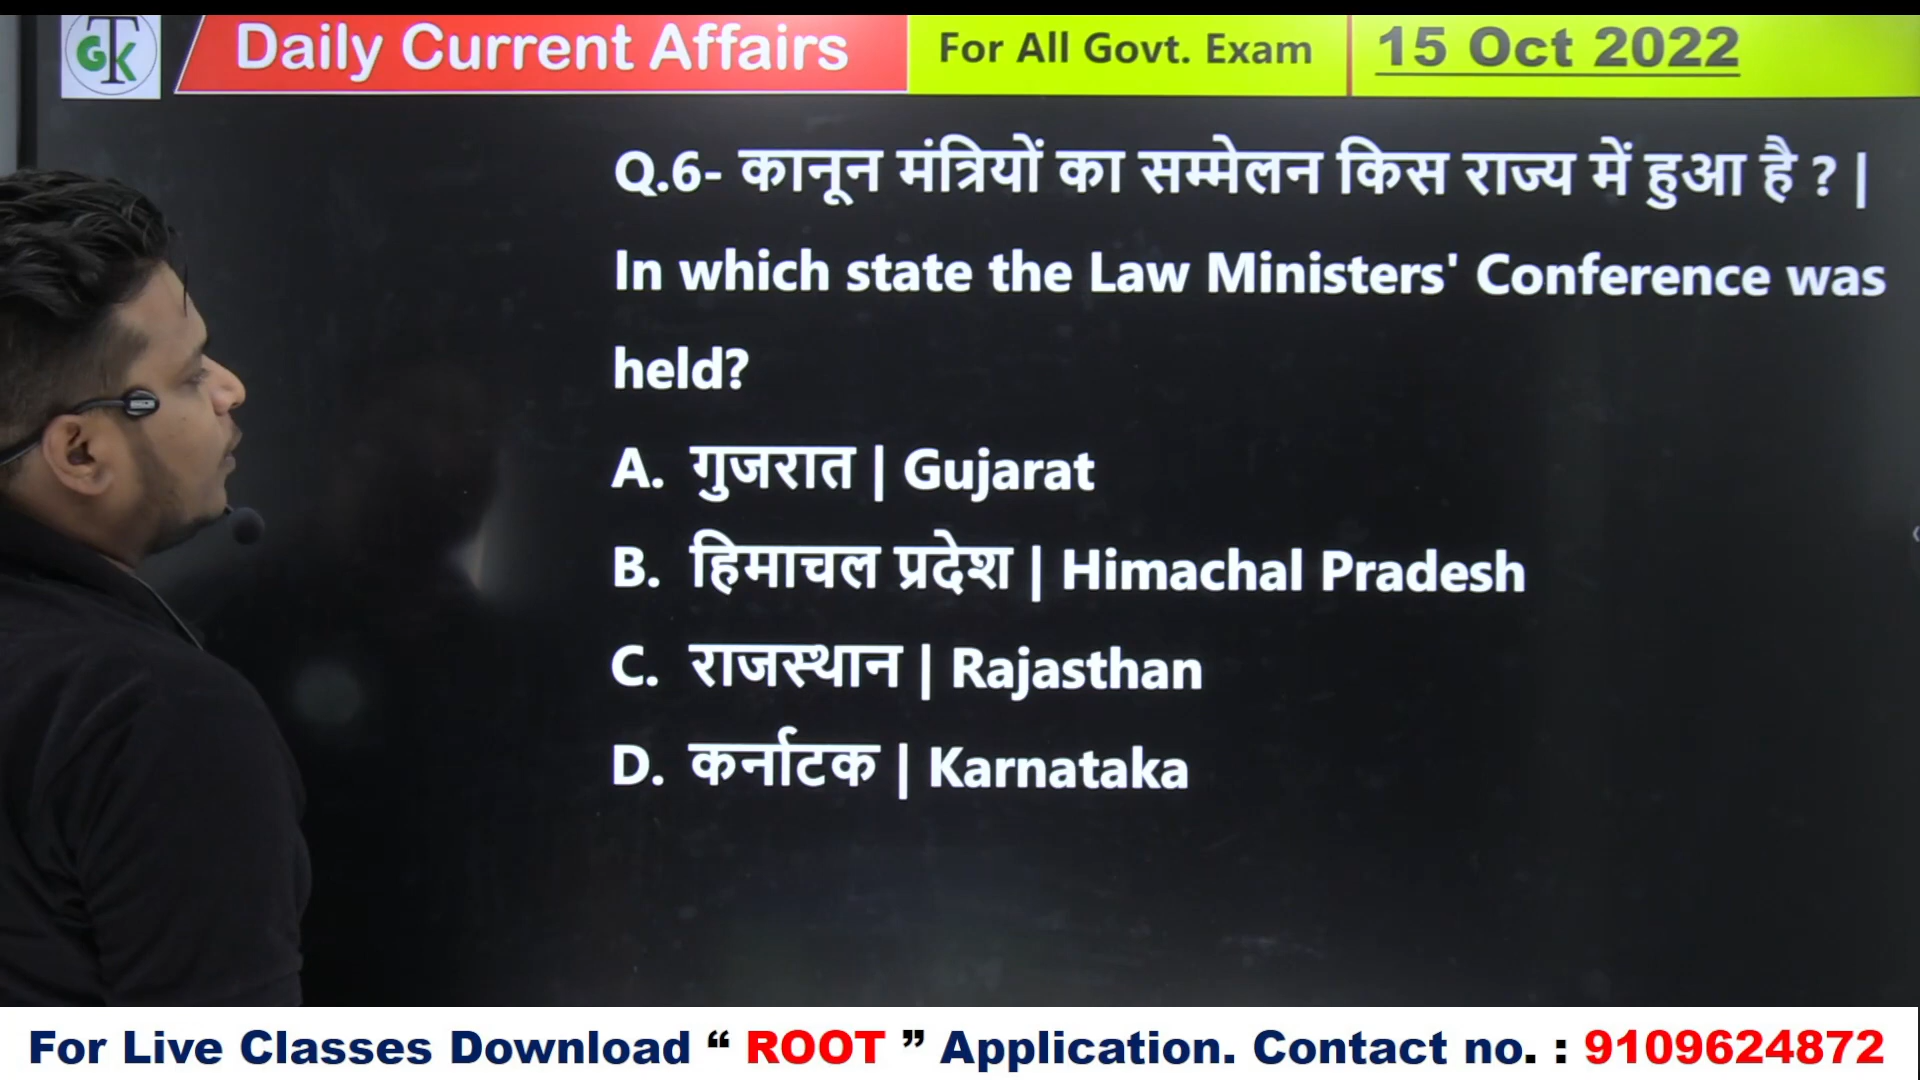 GTK
Daily Current Affairs
For All Govt. Exam
15 Oct 2022
Q.6- कानून मंत्रियों का सम्मेलन किस राज्य में हुआ है ? |
In which state the Law Ministers' Conference was
held?
A. गुजरात | Gujarat
B. हिमाचल प्रदेश | Himachal Pradesh
C. राजस्थान | Rajasthan
D. कर्नाटक | Karnataka
For Live Classes Download “ ROOT ” Application. Contact no. : 9109624872